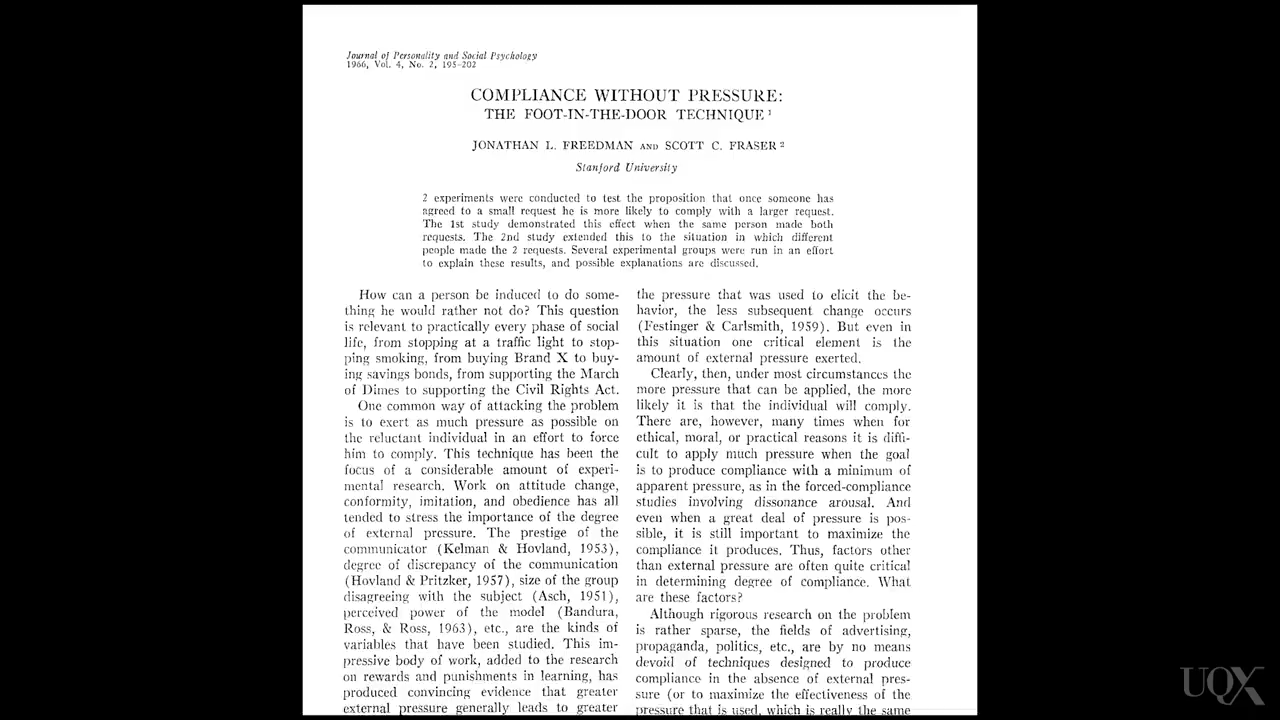 Journal of Personality and Social Psychology
1966, Vol. 4, No. 2, 195-202
COMPLIANCE WITHOUT PRESSURE:
THE FOOT-IN-THE-DOOR TECHNIQUE 1
JONATHAN L. FREEDMAN AND SCOTT C. FRASER 2
Stanford University
2 experiments were conducted to test the proposition that once someone has
agreed to a small request he is more likely to comply with a larger request.
The 1st study demonstrated this effect when the same person made both
requests. The 2nd study extended this to the situation in which different
people made the 2 requests. Several experimental groups were run in an effort
to explain these results, and possible explanations are discussed.
How can a person be induced to do some-
thing he would rather not do? This question
is relevant to practically every phase of social
life, from stopping at a traffic light to stop-
ping smoking, from buying Brand X to buy-
ing savings bonds, from supporting the March
of Dimes to supporting the Civil Rights Act.
One common way of attacking the problem
is to exert as much pressure as possible on
the reluctant individual in an effort to force
him to comply. This technique has been the
focus of a considerable amount of experi-
mental research. Work on attitude change,
conformity, imitation, and obedience has all
tended to stress the importance of the degree
of external pressure. The prestige of the
communicator (Kelman & Hovland, 1953),
degree of discrepancy of the communication
(Hovland & Pritzker, 1957), size of the group
disagreeing with the subject (Asch, 1951),
perceived power of the model (Bandura,
Ross, & Ross, 1963), etc., are the kinds of
variables that have been studied. This im-
pressive body of work, added to the research
on rewards and punishments in learning, has
produced convincing evidence that greater
external pressure generally leads to greater
the pressure that was used to elicit the be-
havior, the less subsequent change occurs
(Festinger & Carlsmith, 1959). But even in
this situation one critical element is the
amount of external pressure exerted.
Clearly, then, under most circumstances the
more pressure that can be applied, the more
likely it is that the individual will comply.
There are, however, many times when for
ethical, moral, or practical reasons it is diffi-
cult to apply much pressure when the goal
is to produce compliance with a minimum of
apparent pressure, as in the forced-compliance
studies involving dissonance arousal. And
even when a great deal of pressure is pos-
sible, it is still important to maximize the
compliance it produces. Thus, factors other
than external pressure are often quite critical
in determining degree of compliance. What
are these factors?
Although rigorous research on the problem
is rather sparse, the fields of advertising,
propaganda, politics, etc., are by no means
devoid of techniques designed to produce
compliance in the absence of external pres-
sure (or to maximize the effectiveness of the
pressure that is used, which is really the same
UQX